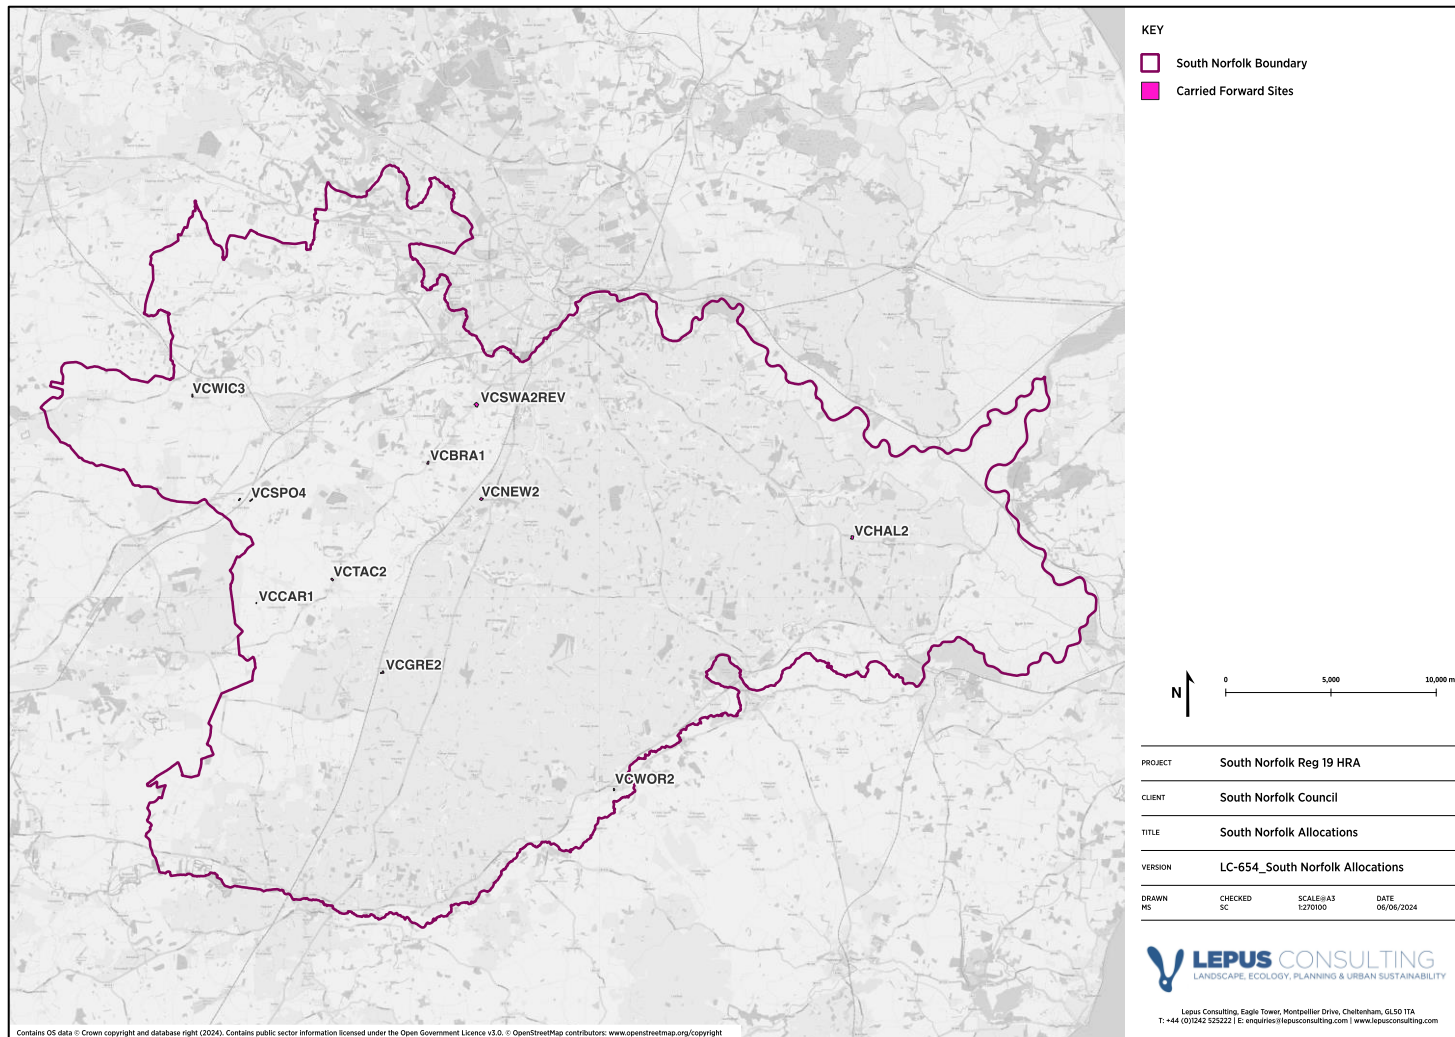 KEY
South Norfolk Boundary
Carried Forward Sites
VCWIC3
VCSWA2REV
VCBRA1
VCSPO4
VCNEW2
VCHAL2
VCTAC2
VCCAR1
VCGRE2
VCWOR2
N
0 5,000 10,000 m
PROJECT South Norfolk Reg 19 HRA
CLIENT South Norfolk Council
TITLE South Norfolk Allocations
VERSION LC-654_South Norfolk Allocations
DRAWN CHECKED SCALE@A3 DATE
MS SC 1:270100 06/06/2024
LEPUS CONSULTING
LANDSCAPE, ECOLOGY, PLANNING & URBAN SUSTAINABILITY
Lepus Consulting, Eagle Tower, Montpellier Drive, Cheltenham, GL50 1TA
T: +44 (0)1242 525222 | E: enquiries@lepusconsulting.com | www.lepusconsulting.com
Contains OS data © Crown copyright and database right (2024). Contains public sector information licensed under the Open Government Licence v3.0. © OpenStreetMap contributors: www.openstreetmap.org/copyright